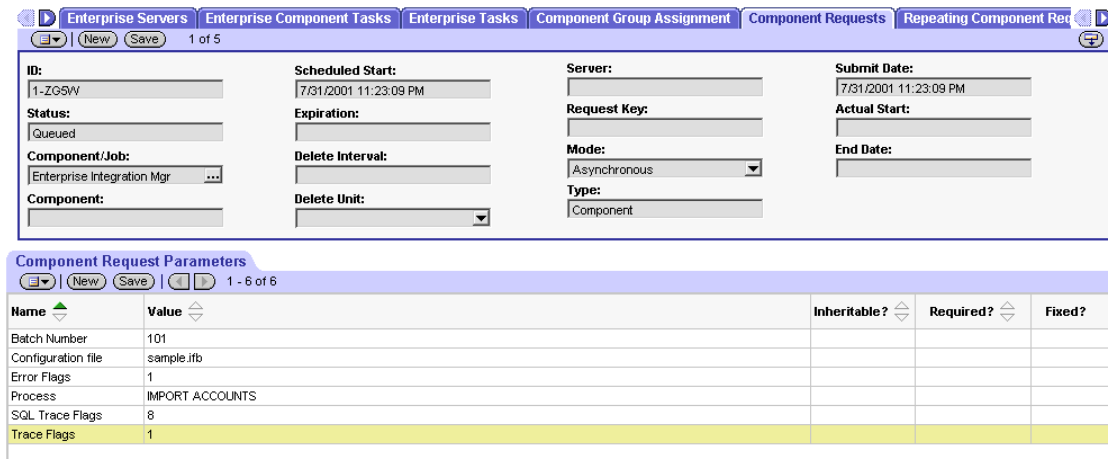 Enterprise Servers Enterprise Component Tasks Enterprise Tasks Component Group Assignment Component Requests Repeating Component Req
New Save 1 of 5
ID: Scheduled Start: Server: Submit Date:
1-ZG5W 7/31/2001 11:23:09 PM 7/31/2001 11:23:09 PM
Status: Expiration: Request Key: Actual Start:
Queued
Component/Job: Delete Interval: Mode: End Date:
Enterprise Integration Mgr ... Asynchronous
Component: Delete Unit: Type:
Component
Component Request Parameters
New Save 1 - 6 of 6
Name Value Inheritable? Required? Fixed?
Batch Number 101
Configuration file sample.ifb
Error Flags 1
Process IMPORT ACCOUNTS
SQL Trace Flags 8
Trace Flags 1